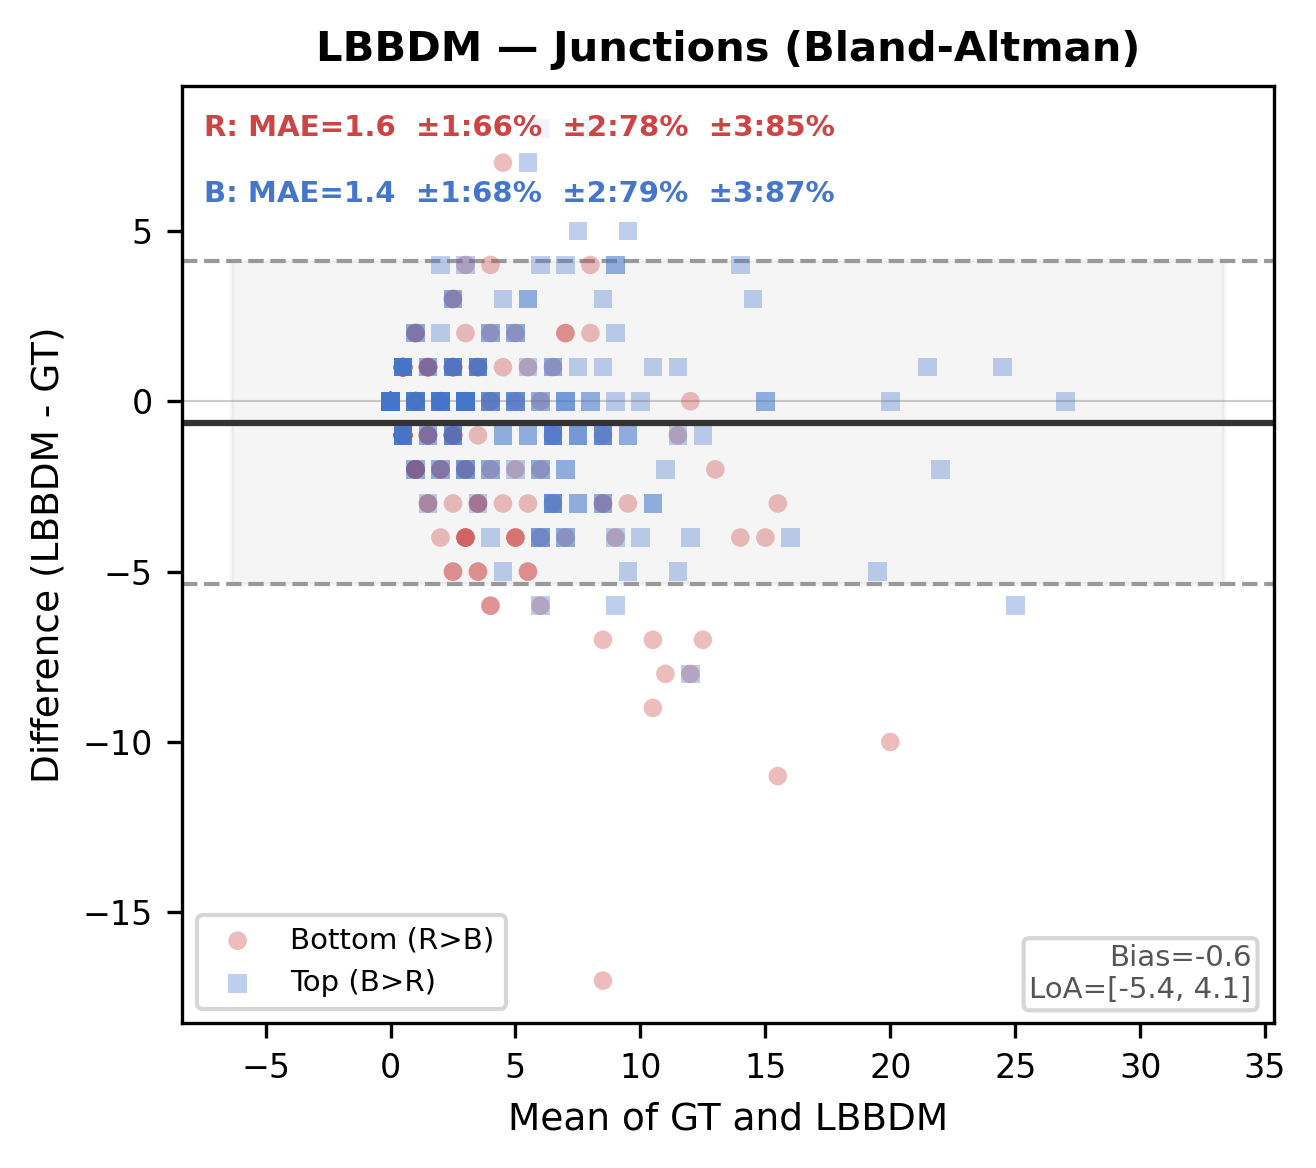 LBBDM — Junctions (Bland-Altman)
R: MAE=1.6 ±1:66% ±2:78% ±3:85%
B: MAE=1.4 ±1:68% ±2:79% ±3:87%
Difference (LBBDM - GT)
5
0
−5
−10
−15
Bottom (R>B)
Top (B>R)
Bias=-0.6
LoA=[-5.4, 4.1]
−5 0 5 10 15 20 25 30 35
Mean of GT and LBBDM